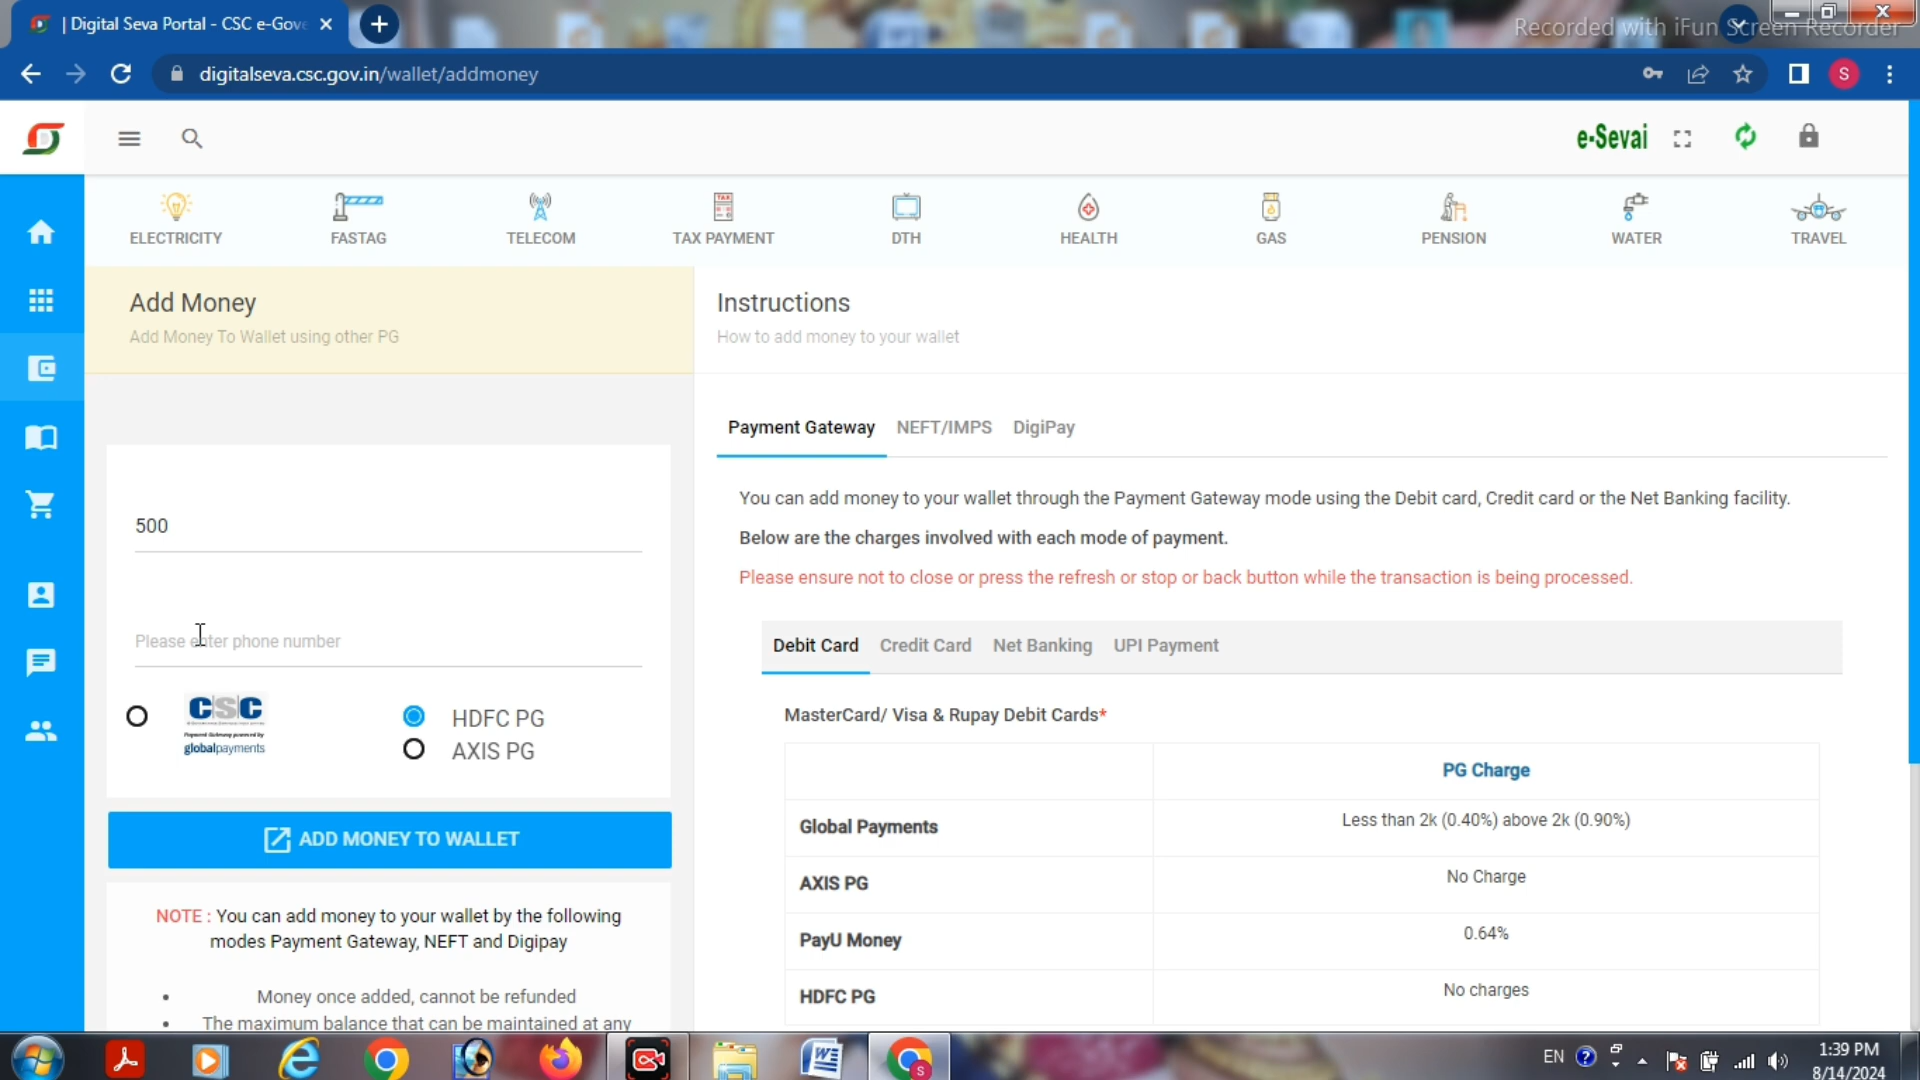 | Digital Seva Portal - CSC e-Gove
Recorded with iFun Screen Recorder
digitalseva.csc.gov.in/wallet/addmoney
S
e-Sevai
ELECTRICITY
FASTAG
TELECOM
TAX PAYMENT
DTH
HEALTH
GAS
PENSION
WATER
TRAVEL
Add Money
Add Money To Wallet using other PG
500
Please enter phone number
CSC
globalpayments
HDFC PG
AXIS PG
ADD MONEY TO WALLET
NOTE : You can add money to your wallet by the following
modes Payment Gateway, NEFT and Digipay
• Money once added, cannot be refunded
• The maximum balance that can be maintained at any
Instructions
How to add money to your wallet
Payment Gateway NEFT/IMPS DigiPay
You can add money to your wallet through the Payment Gateway mode using the Debit card, Credit card or the Net Banking facility.
Below are the charges involved with each mode of payment.
Please ensure not to close or press the refresh or stop or back button while the transaction is being processed.
Debit Card Credit Card Net Banking UPI Payment
MasterCard/ Visa & Rupay Debit Cards*
PG Charge
Global Payments Less than 2k (0.40%) above 2k (0.90%)
AXIS PG No Charge
PayU Money 0.64%
HDFC PG No charges
EN
1:39 PM
8/14/2024